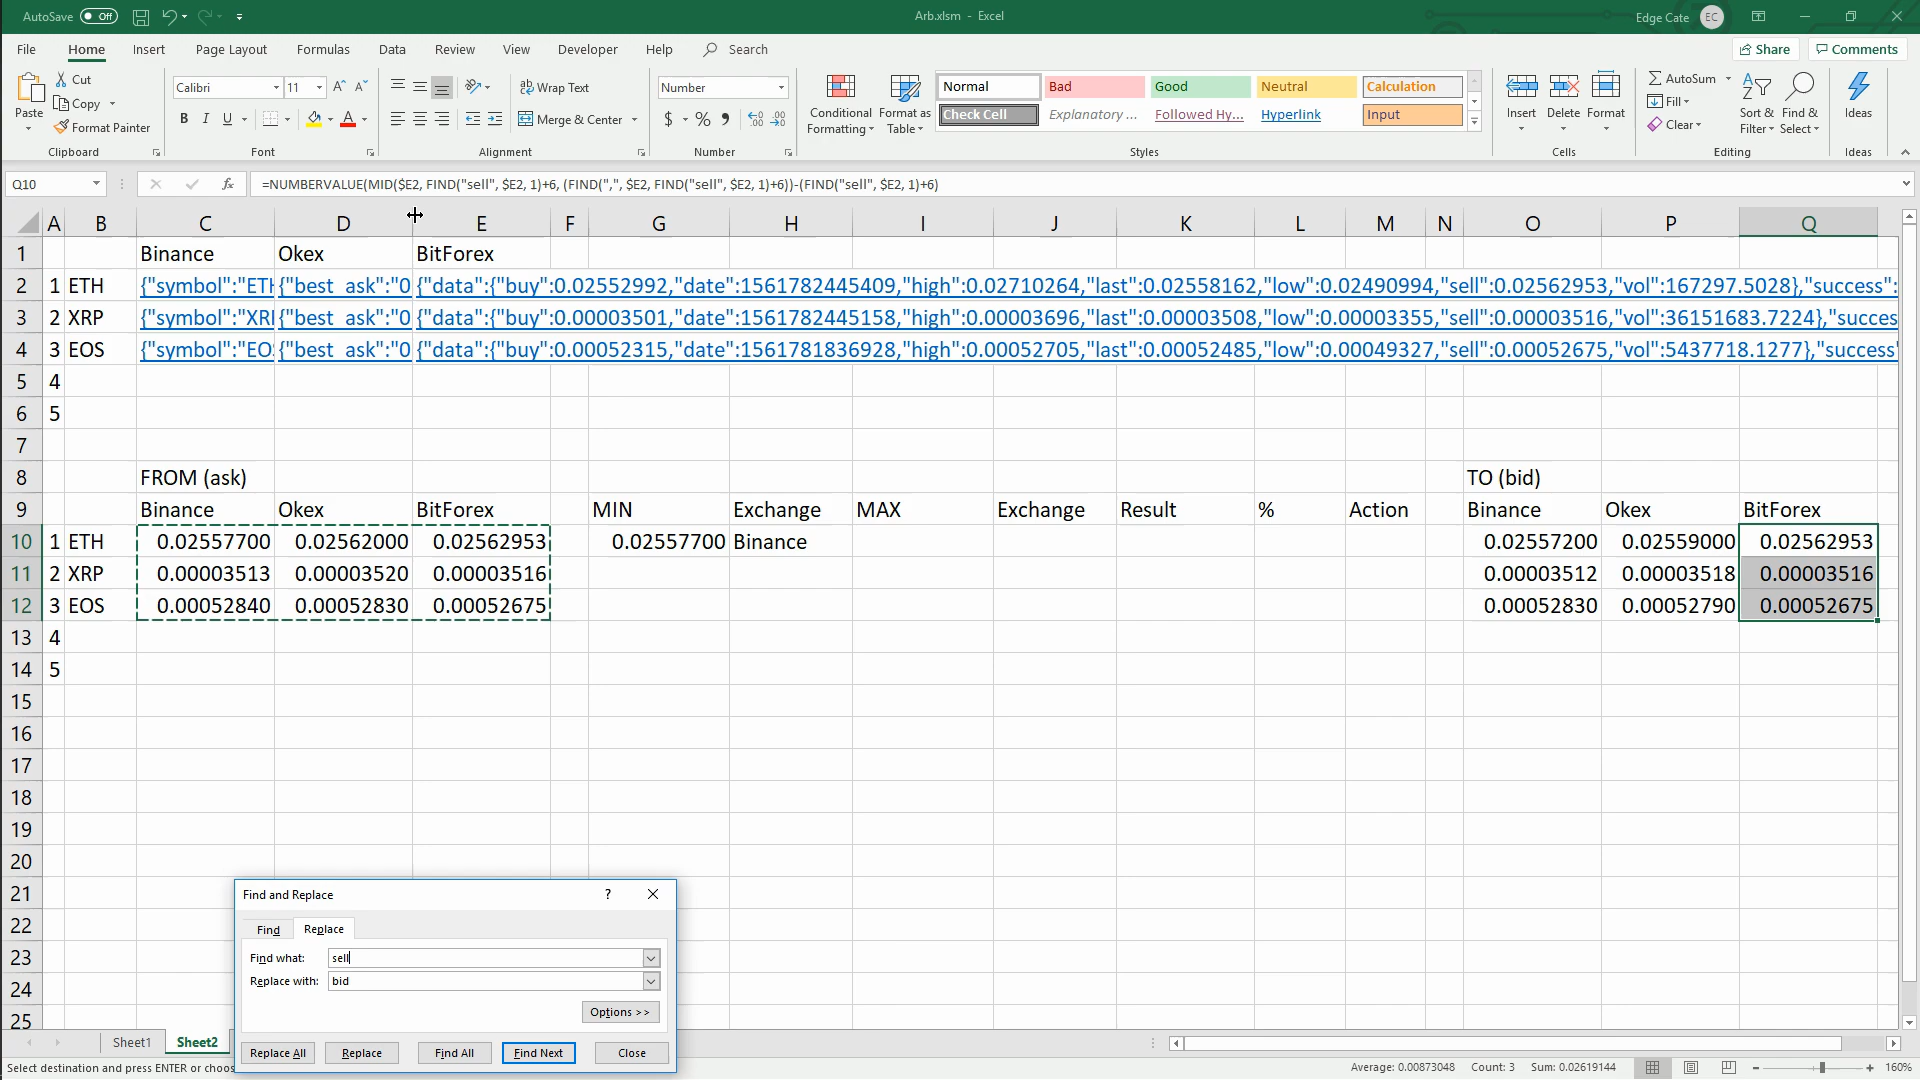 AutoSave Off Arb.xlsm - Excel Edge Cate EC
File Home Insert Page Layout Formulas Data Review View Developer Help Search Share Comments
Paste Cut Copy Format Painter Clipboard
Calibri 11 B I U A Font
Wrap Text Merge & Center Alignment
Number $ % , Number
Conditional Formatting Format as Table
Normal Bad Good Neutral Calculation
Check Cell Explanatory ... Followed Hy... Hyperlink Input
Styles
Insert Delete Format Cells
AutoSum Fill Clear Sort & Filter Find & Select Editing
Ideas Ideas
Q10 fx =NUMBERVALUE(MID($E2, FIND("sell", $E2, 1)+6, (FIND(",", $E2, FIND("sell", $E2, 1)+6))-(FIND("sell", $E2, 1)+6)
A B C D E F G H I J K L M N O P Q
1 Binance Okex BitForex
2 1 ETH {"symbol":"ETH {"best_ask":"0 {"data":{"buy":0.02552992,"date":1561782445409,"high":0.02710264,"last":0.02558162,"low":0.02490994,"sell":0.02562953,"vol":167297.5028},"success":
3 2 XRP {"symbol":"XRI {"best_ask":"0 {"data":{"buy":0.00003501,"date":1561782445158,"high":0.00003696,"last":0.00003508,"low":0.00003355,"sell":0.00003516,"vol":36151683.7224},"succes
4 3 EOS {"symbol":"EOS {"best_ask":"0 {"data":{"buy":0.00052315,"date":1561781836928,"high":0.00052705,"last":0.00052485,"low":0.00049327,"sell":0.00052675,"vol":5437718.1277},"success"
5 4
6 5
7
8 FROM (ask) TO (bid)
9 Binance Okex BitForex MIN Exchange MAX Exchange Result % Action Binance Okex BitForex
10 1 ETH 0.02557700 0.02562000 0.02562953 0.02557700 Binance 0.02557200 0.02559000 0.02562953
11 2 XRP 0.00003513 0.00003520 0.00003516 0.00003512 0.00003518 0.00003516
12 3 EOS 0.00052840 0.00052830 0.00052675 0.00052830 0.00052790 0.00052675
13 4
14 5
15
16
17
18
19
20
21
22
23
24
25
Find and Replace ?
Find Replace
Find what: sell
Replace with: bid
Options >>
Replace All Replace Find All Find Next Close
Sheet1 Sheet2
Select destination and press ENTER or choos Average: 0.00873048 Count: 3 Sum: 0.02619144 160%